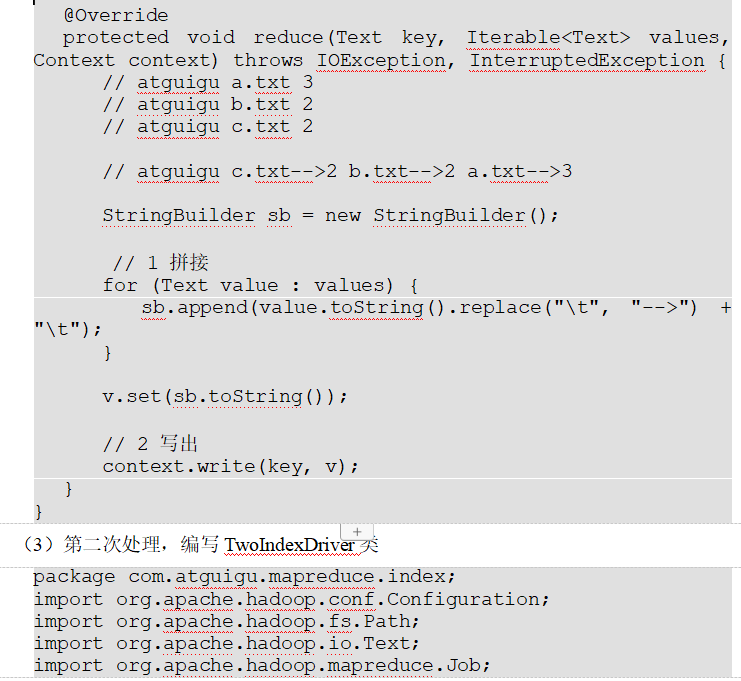 @Override
protected void reduce(Text key, Iterable<Text> values,
Context context) throws IOException, InterruptedException {
// atguigu a.txt 3
// atguigu b.txt 2
// atguigu c.txt 2
// atguigu c.txt-->2 b.txt-->2 a.txt-->3
StringBuilder sb = new StringBuilder();
// 1 拼接
for (Text value : values) {
sb.append(value.toString().replace("\t", "-->") +
"\t");
}
v.set(sb.toString());
// 2 写出
context.write(key, v);
}
}
（3）第二次处理，编写 TwoIndexDriver 类
package com.atguigu.mapreduce.index;
import org.apache.hadoop.conf.Configuration;
import org.apache.hadoop.fs.Path;
import org.apache.hadoop.io.Text;
import org.apache.hadoop.mapreduce.Job;